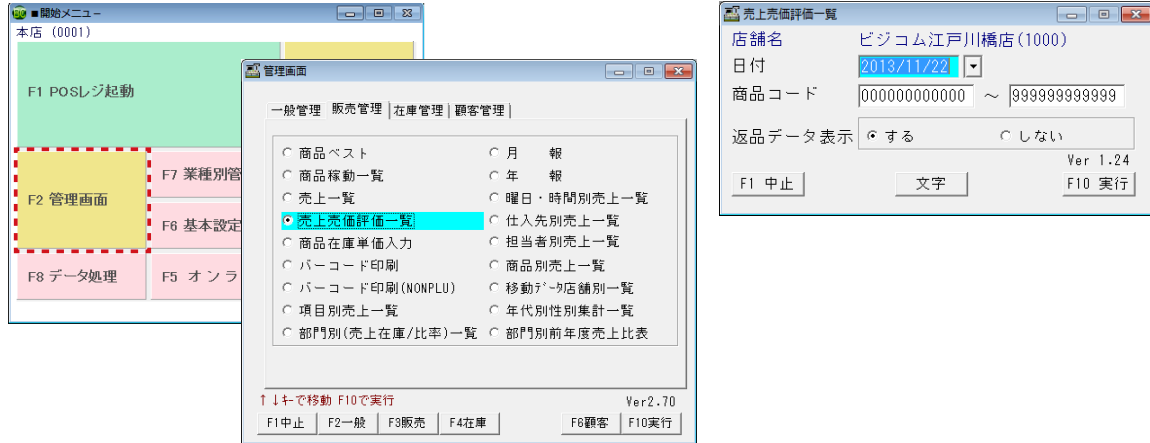 ■開始メニュー
本店 (0001)
F1 POSレジ起動
F2 管理画面
F7 業種別管
F6 基本設定
F8 データ処理
F5 オンラ
管理画面
一般管理 販売管理 在庫管理 顧客管理
商品ベスト 月 報
商品稼動一覧 年 報
売上一覧 曜日・時間別売上一覧
売上売価評価一覧 仕入先別売上一覧
商品在庫単価入力 担当者別売上一覧
バーコード印刷 商品別売上一覧
バーコード印刷(NONPLU) 移動ﾃﾞｰﾀ店舗別一覧
項目別売上一覧 年代別性別集計一覧
部門別(売上在庫/比率)一覧 部門別前年度売上比表
↑↓ｷｰで移動 F10で実行 Ver2.70
F1中止 F2一般 F3販売 F4在庫 F6顧客 F10実行
売上売価評価一覧
店舗名 ビジコム江戸川橋店(1000)
日付 2013/11/22
商品コード 000000000000 ～ 999999999999
返品データ表示 する しない
Ver 1.24
F1 中止 文字 F10 実行